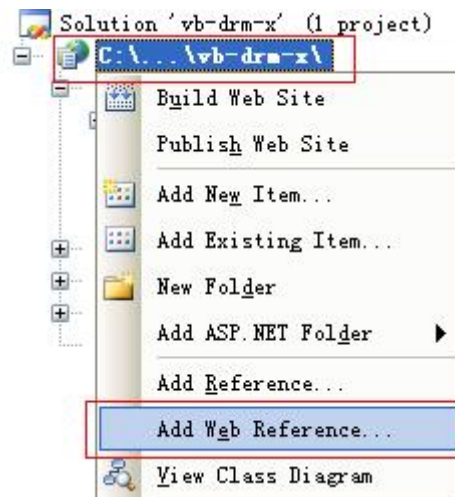 Solution 'vb-drm-x' (1 project)
C:\...\vb-drm-x\
Build Web Site
Publish Web Site
Add New Item...
Add Existing Item...
New Folder
Add ASP.NET Folder
Add Reference...
Add Web Reference...
View Class Diagram